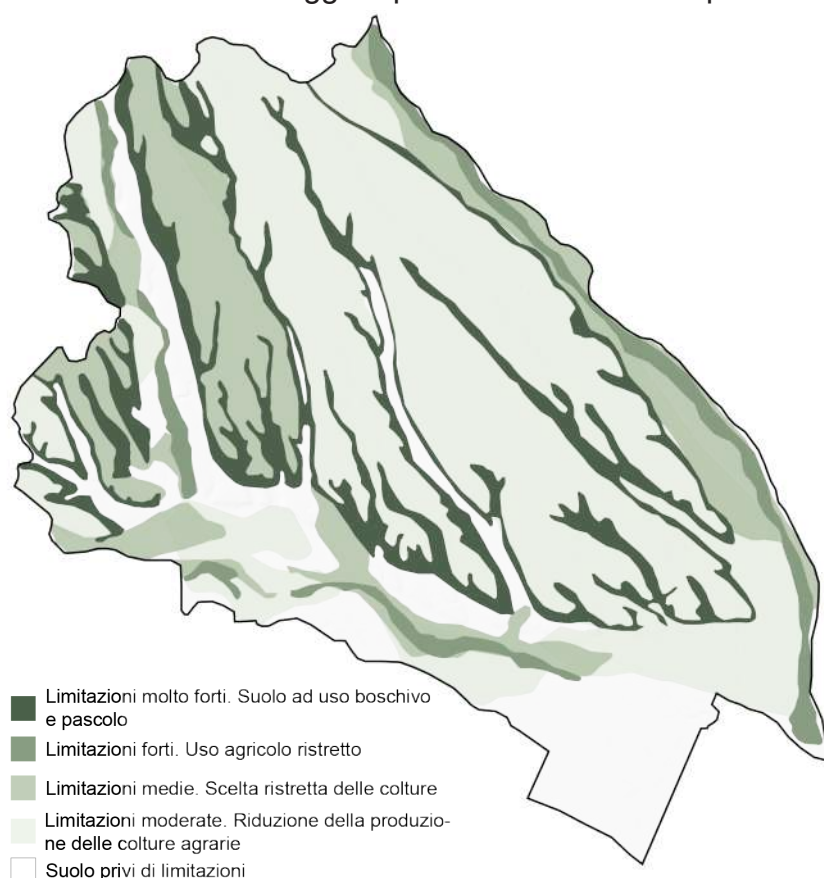 Limitazioni molto forti. Suolo ad uso boschivo
e pascolo
Limitazioni forti. Uso agricolo ristretto
Limitazioni medie. Scelta ristretta delle colture
Limitazioni moderate. Riduzione della produzio-
ne delle colture agrarie
Suolo privi di limitazioni